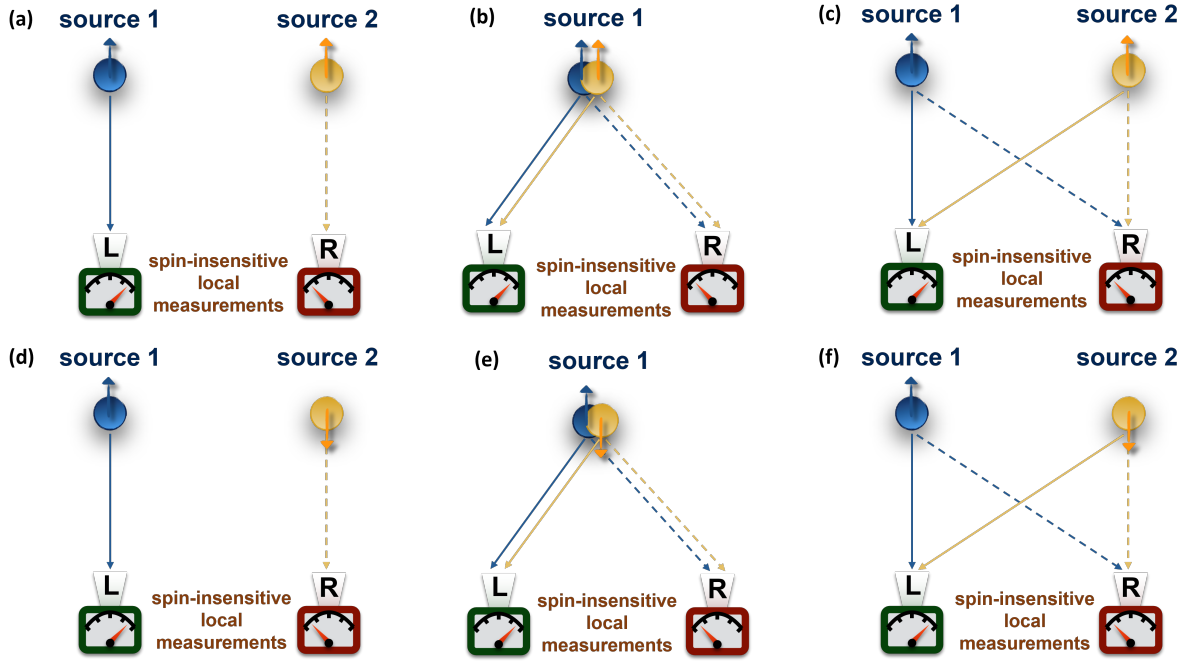 (a)
source 1
source 2
L
R
spin-insensitive
local
measurements
(b)
source 1
L
R
spin-insensitive
local
measurements
(c)
source 1
source 2
L
R
spin-insensitive
local
measurements
(d)
source 1
source 2
L
R
spin-insensitive
local
measurements
(e)
source 1
L
R
spin-insensitive
local
measurements
(f)
source 1
source 2
L
R
spin-insensitive
local
measurements